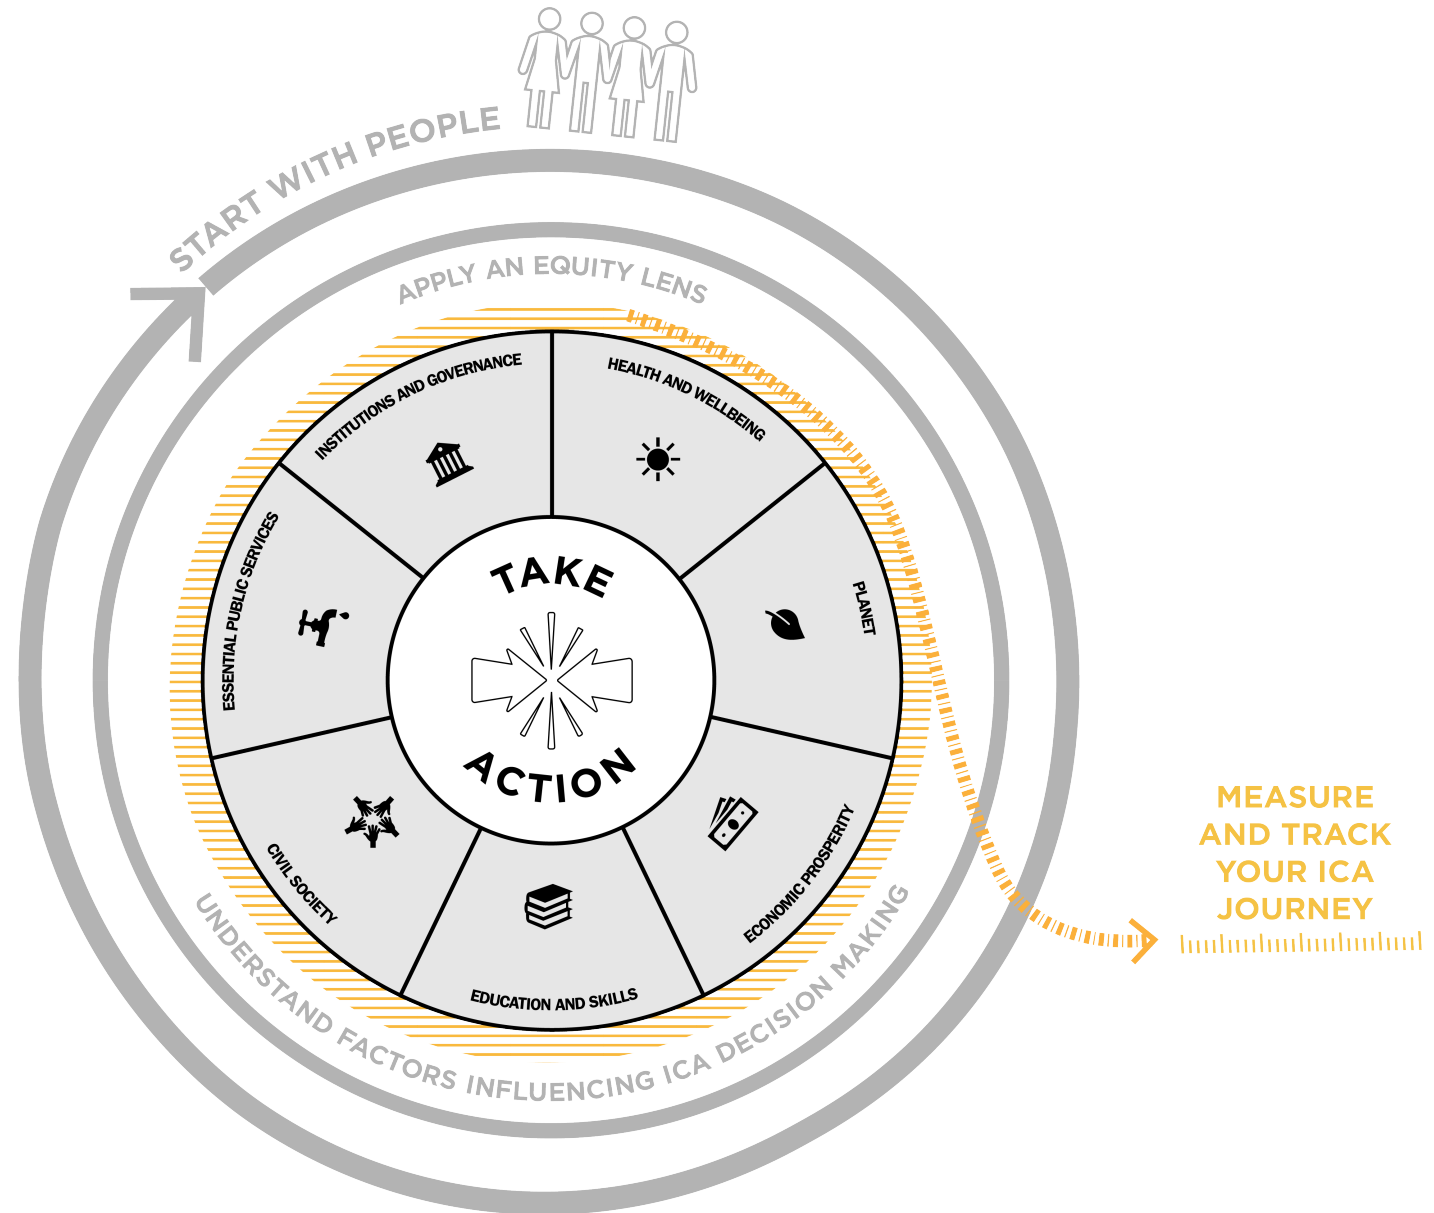 START WITH PEOPLE
APPLY AN EQUITY LENS
INSTITUTIONS AND GOVERNANCE
HEALTH AND WELLBEING
ESSENTIAL PUBLIC SERVICES
PLANET
TAKE
ACTION
CIVIL SOCIETY
ECONOMIC PROSPERITY
EDUCATION AND SKILLS
UNDERSTAND FACTORS INFLUENCING ICA DECISION MAKING
MEASURE
AND TRACK
YOUR ICA
JOURNEY